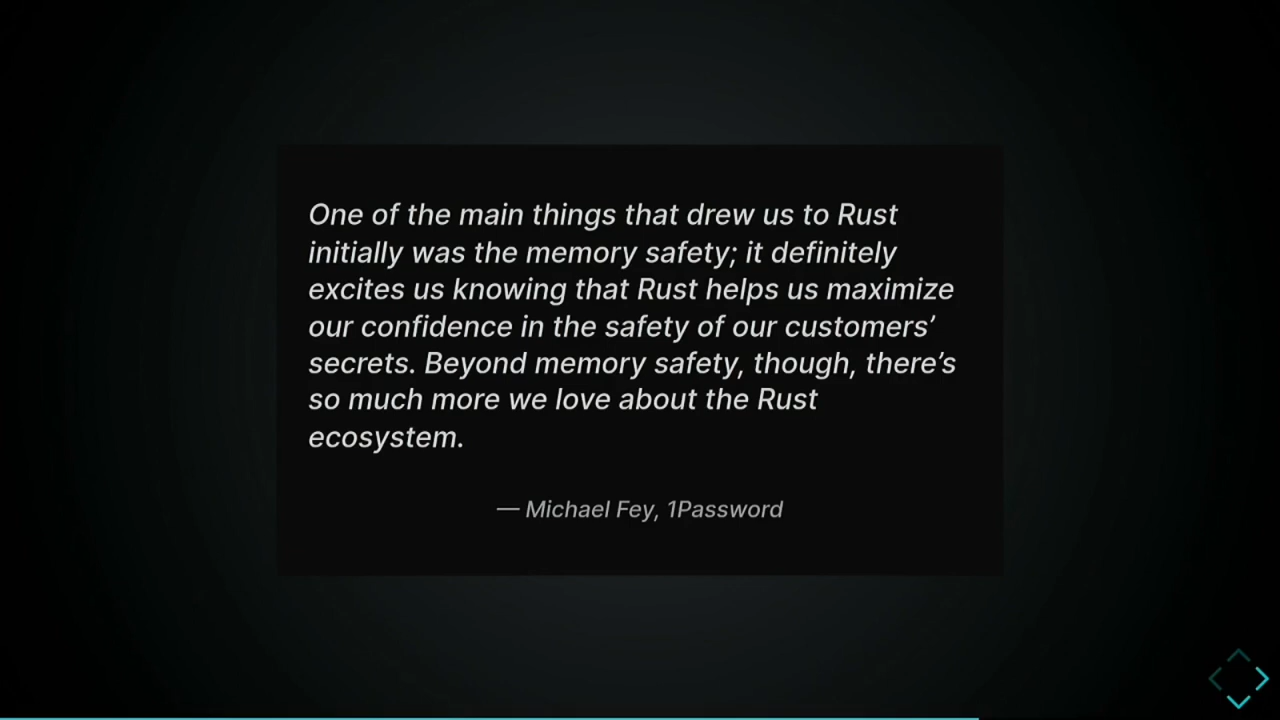 One of the main things that drew us to Rust
initially was the memory safety; it definitely
excites us knowing that Rust helps us maximize
our confidence in the safety of our customers’
secrets. Beyond memory safety, though, there’s
so much more we love about the Rust
ecosystem.
— Michael Fey, 1Password